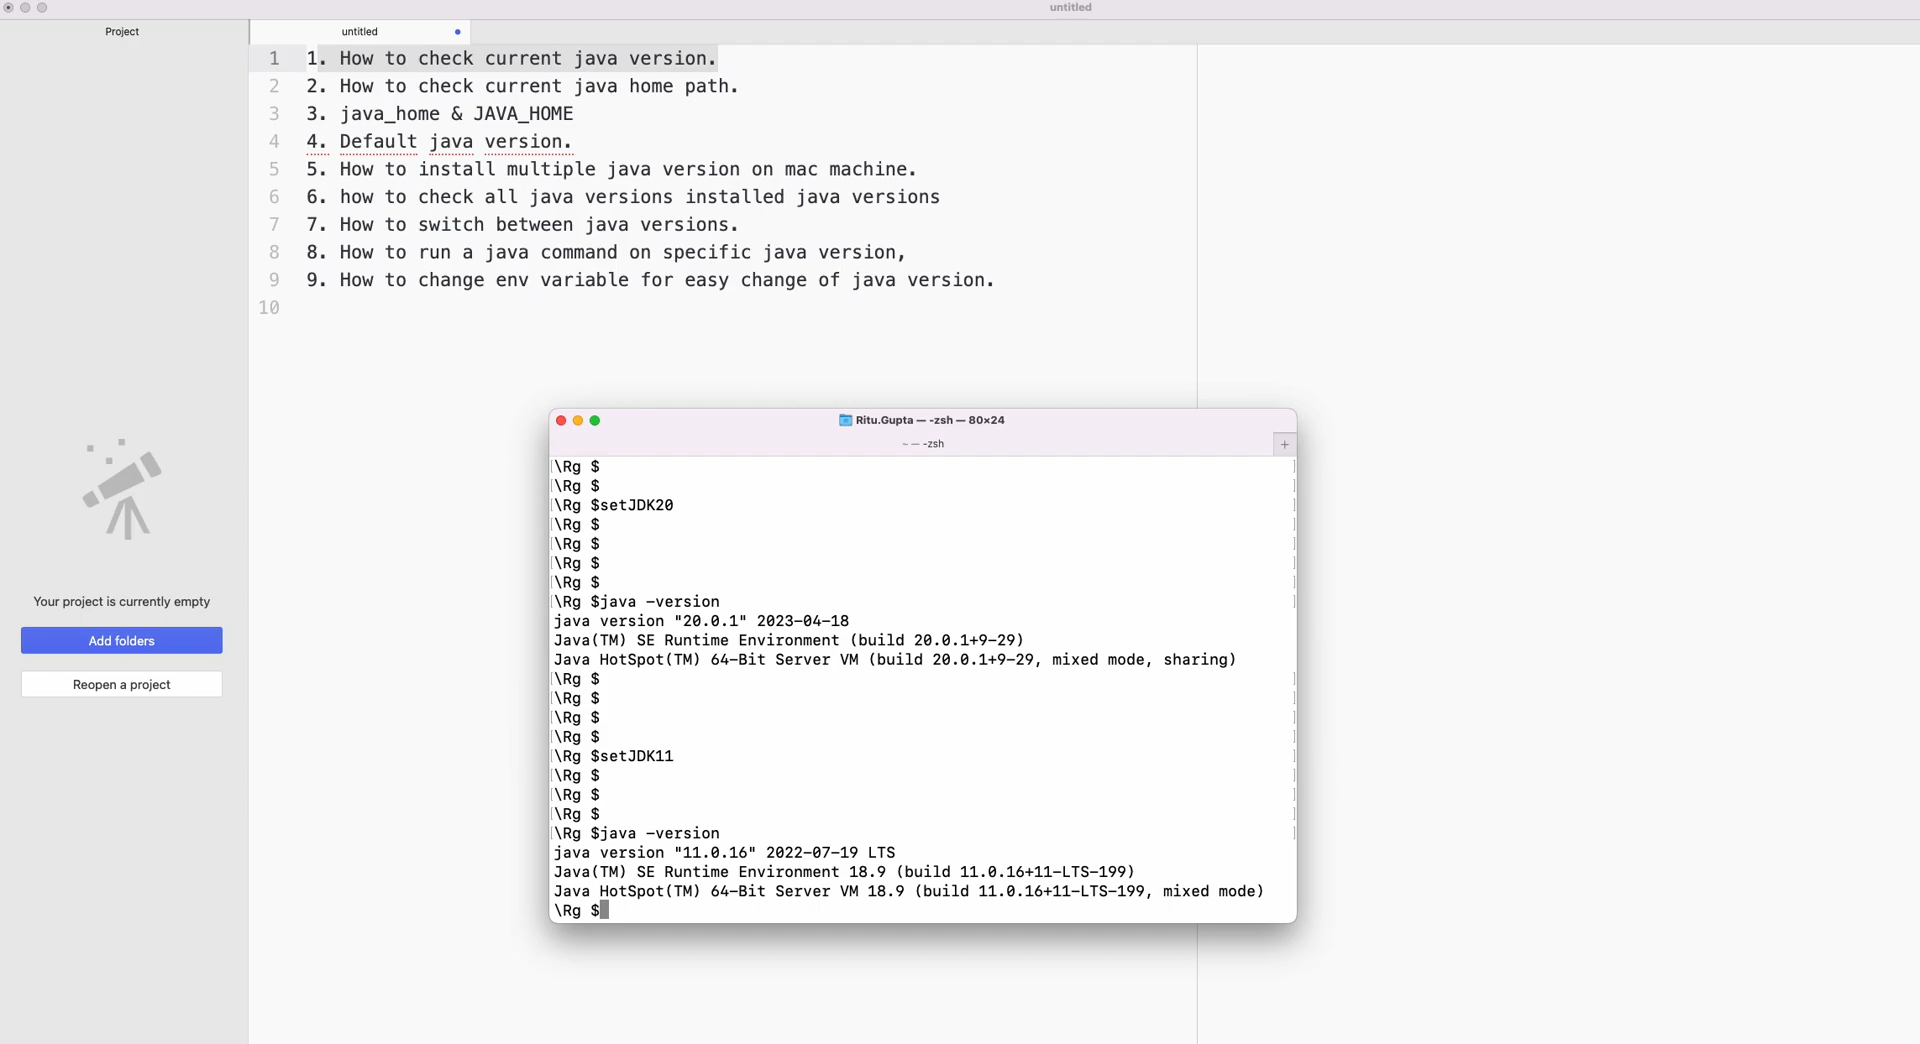 untitled
Project
untitled
1 1. How to check current java version.
2 2. How to check current java home path.
3 3. java_home & JAVA_HOME
4 4. Default java version.
5 5. How to install multiple java version on mac machine.
6 6. how to check all java versions installed java versions
7 7. How to switch between java versions.
8 8. How to run a java command on specific java version,
9 9. How to change env variable for easy change of java version.
10
Your project is currently empty
Add folders
Reopen a project
Ritu.Gupta — -zsh — 80×24
~ — -zsh
+
[\Rg $ ]
[\Rg $ ]
[\Rg $setJDK20 ]
[\Rg $ ]
[\Rg $ ]
[\Rg $ ]
[\Rg $ ]
[\Rg $java -version ]
java version "20.0.1" 2023-04-18
Java(TM) SE Runtime Environment (build 20.0.1+9-29)
Java HotSpot(TM) 64-Bit Server VM (build 20.0.1+9-29, mixed mode, sharing)
[\Rg $ ]
[\Rg $ ]
[\Rg $ ]
[\Rg $ ]
[\Rg $setJDK11 ]
[\Rg $ ]
[\Rg $ ]
[\Rg $ ]
[\Rg $java -version ]
java version "11.0.16" 2022-07-19 LTS
Java(TM) SE Runtime Environment 18.9 (build 11.0.16+11-LTS-199)
Java HotSpot(TM) 64-Bit Server VM 18.9 (build 11.0.16+11-LTS-199, mixed mode)
\Rg $